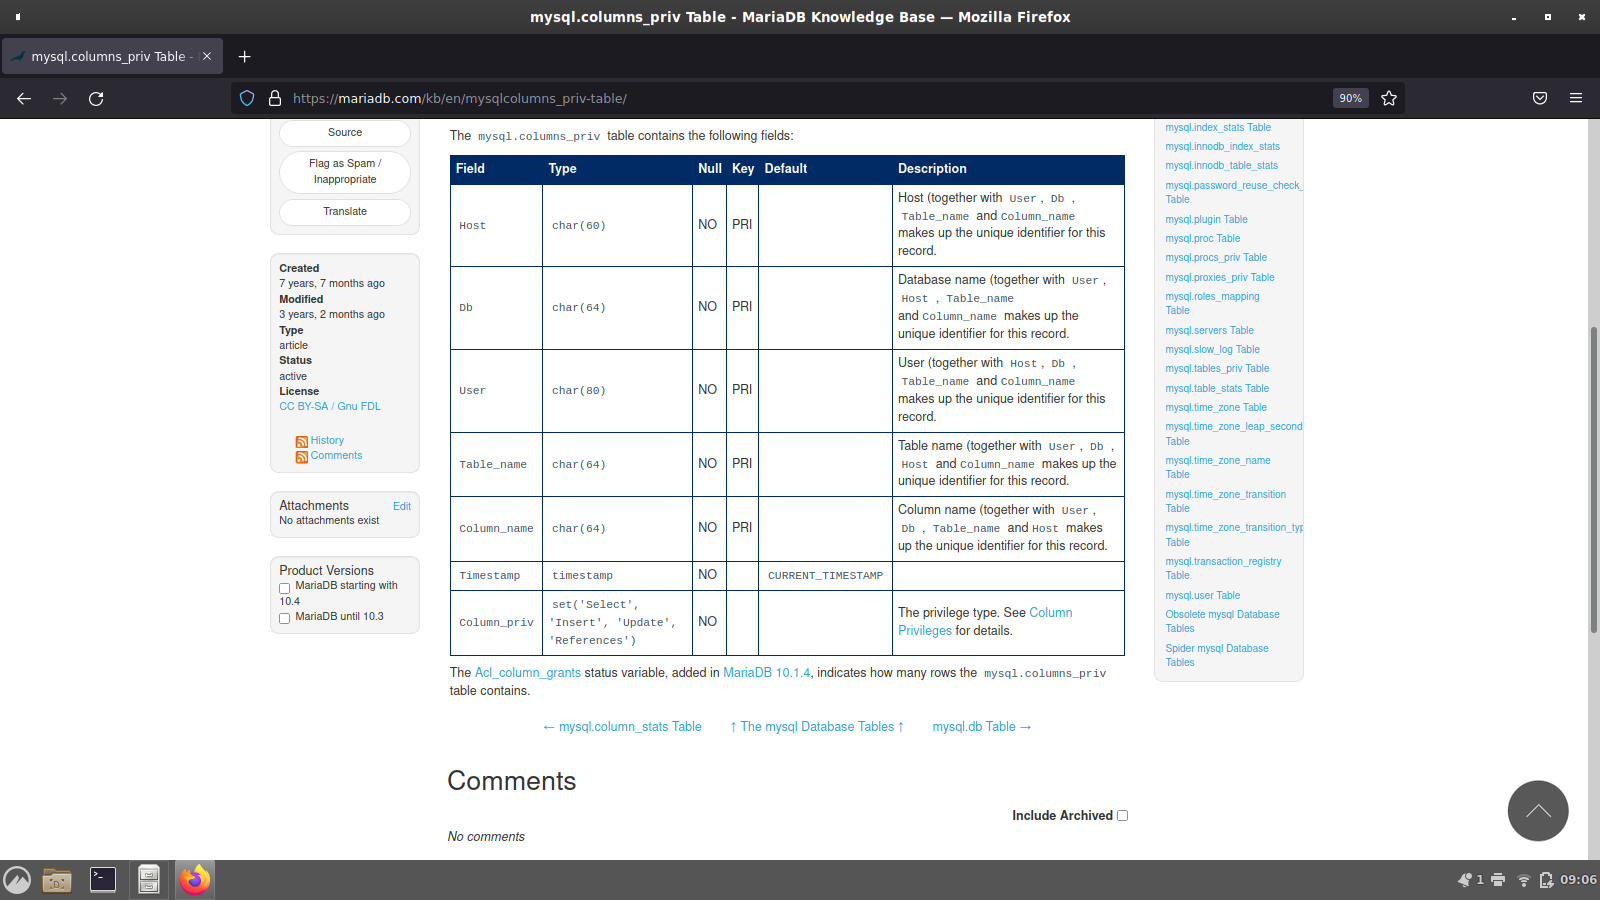 mysql.columns_priv Table - MariaDB Knowledge Base — Mozilla Firefox
mysql.columns_priv Table -
https://mariadb.com/kb/en/mysqlcolumns_priv-table/
90%
Source
Flag as Spam /
Inappropriate
Translate
Created
7 years, 7 months ago
Modified
3 years, 2 months ago
Type
article
Status
active
License
CC BY-SA / Gnu FDL
History
Comments
Attachments Edit
No attachments exist
Product Versions
MariaDB starting with
10.4
MariaDB until 10.3
The mysql.columns_priv table contains the following fields:
Field Type Null Key Default Description
Host char(60) NO PRI
Host (together with User, Db ,
Table_name and Column_name
makes up the unique identifier for this
record.
Db char(64) NO PRI
Database name (together with User,
Host , Table_name
and Column_name makes up the
unique identifier for this record.
User char(80) NO PRI
User (together with Host, Db ,
Table_name and Column_name
makes up the unique identifier for this
record.
Table_name char(64) NO PRI
Table name (together with User, Db ,
Host and Column_name makes up the
unique identifier for this record.
Column_name char(64) NO PRI
Column name (together with User,
Db , Table_name and Host makes
up the unique identifier for this record.
Timestamp timestamp NO CURRENT_TIMESTAMP
Column_priv
set('Select',
'Insert', 'Update',
'References')
NO
The privilege type. See Column
Privileges for details.
The Acl_column_grants status variable, added in MariaDB 10.1.4, indicates how many rows the mysql.columns_priv
table contains.
← mysql.column_stats Table ↑ The mysql Database Tables ↑ mysql.db Table →
Comments
Include Archived
No comments
mysql.index_stats Table
mysql.innodb_index_stats
mysql.innodb_table_stats
mysql.password_reuse_check_
Table
mysql.plugin Table
mysql.proc Table
mysql.procs_priv Table
mysql.proxies_priv Table
mysql.roles_mapping
Table
mysql.servers Table
mysql.slow_log Table
mysql.tables_priv Table
mysql.table_stats Table
mysql.time_zone Table
mysql.time_zone_leap_second
Table
mysql.time_zone_name
Table
mysql.time_zone_transition
Table
mysql.time_zone_transition_typ
Table
mysql.transaction_registry
Table
mysql.user Table
Obsolete mysql Database
Tables
Spider mysql Database
Tables
1
09:06